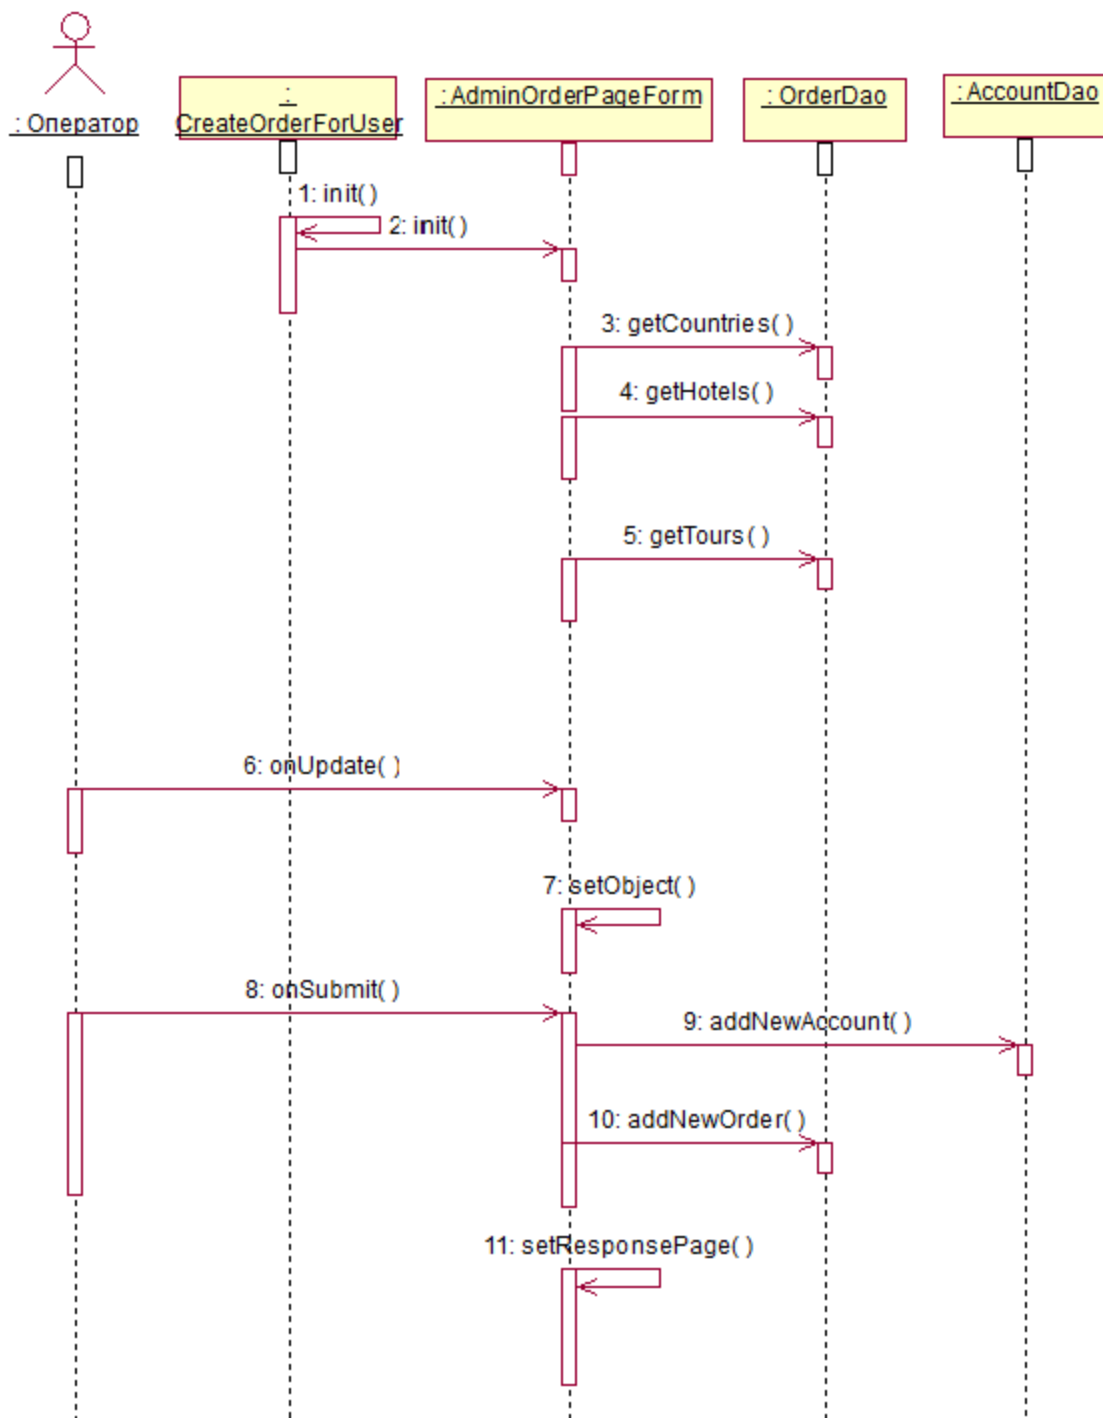 : Оператор
:
CreateOrderForUser
: AdminOrderPageForm
: OrderDao
: AccountDao
1: init( )
2: init( )
3: getCountries( )
4: getHotels( )
5: getTours( )
6: onUpdate( )
7: setObject( )
8: onSubmit( )
9: addNewAccount( )
10: addNewOrder( )
11: setResponsePage( )